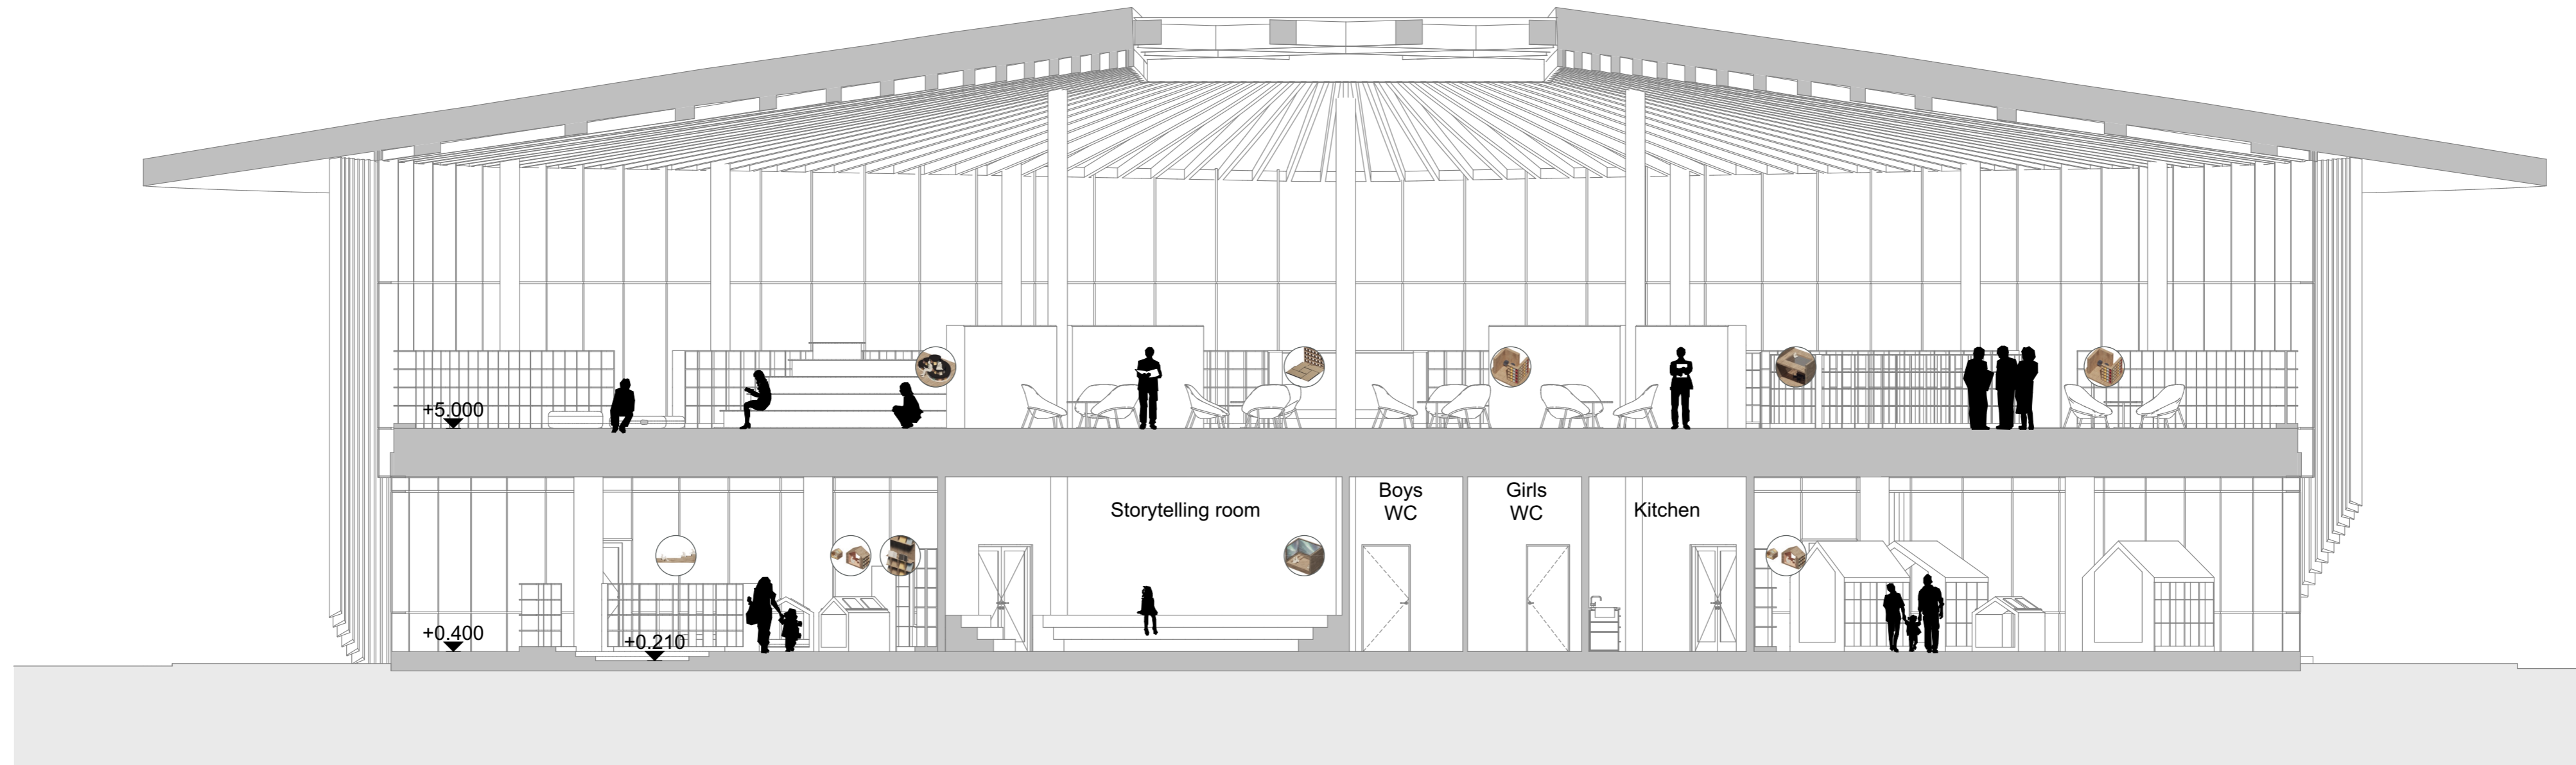 +5.000
Storytelling room
Boys
WC
Girls
WC
Kitchen
+0.400
+0.210